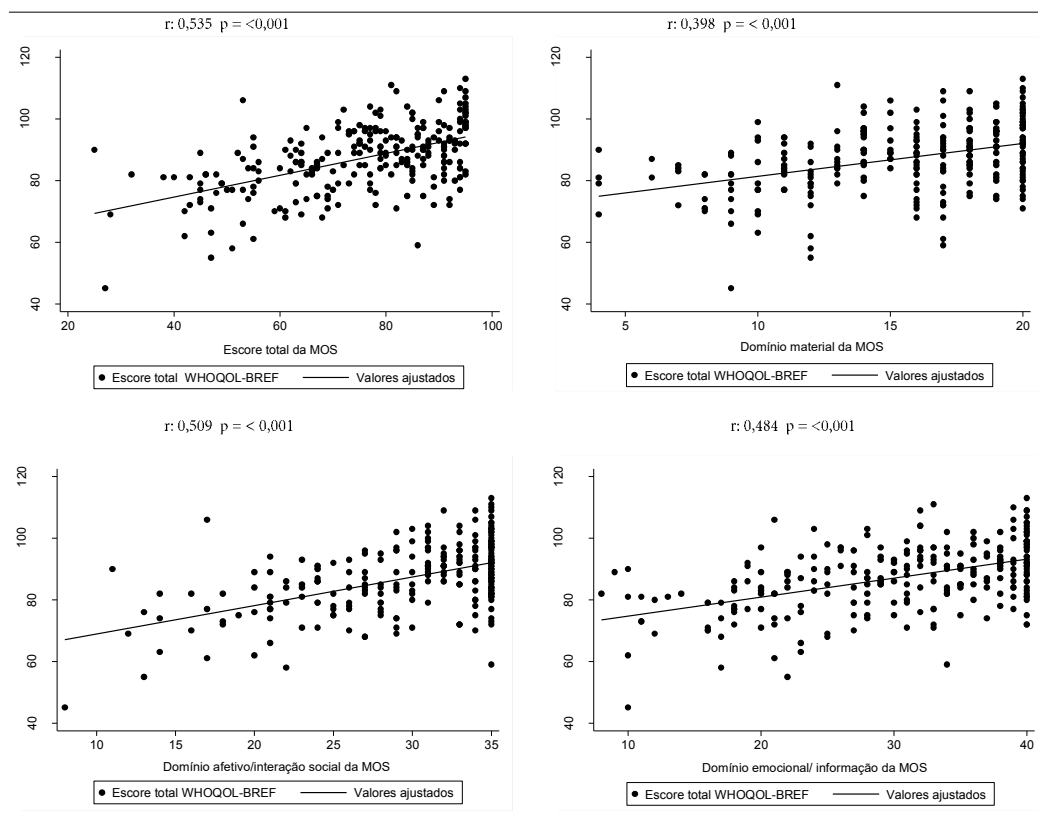 r: 0,535 p = <0,001
120
100
80
60
40
20 40 60 80 100
Escore total da MOS
Escore total WHOQOL-BREF Valores ajustados
r: 0,398 p = < 0,001
120
100
80
60
40
5 10 15 20
Domínio material da MOS
Escore total WHOQOL-BREF Valores ajustados
r: 0,509 p = < 0,001
120
100
80
60
40
10 15 20 25 30 35
Domínio afetivo/interação social da MOS
Escore total WHOQOL-BREF Valores ajustados
r: 0,484 p = <0,001
120
100
80
60
40
10 20 30 40
Domínio emocional/ informação da MOS
Escore total WHOQOL-BREF Valores ajustados